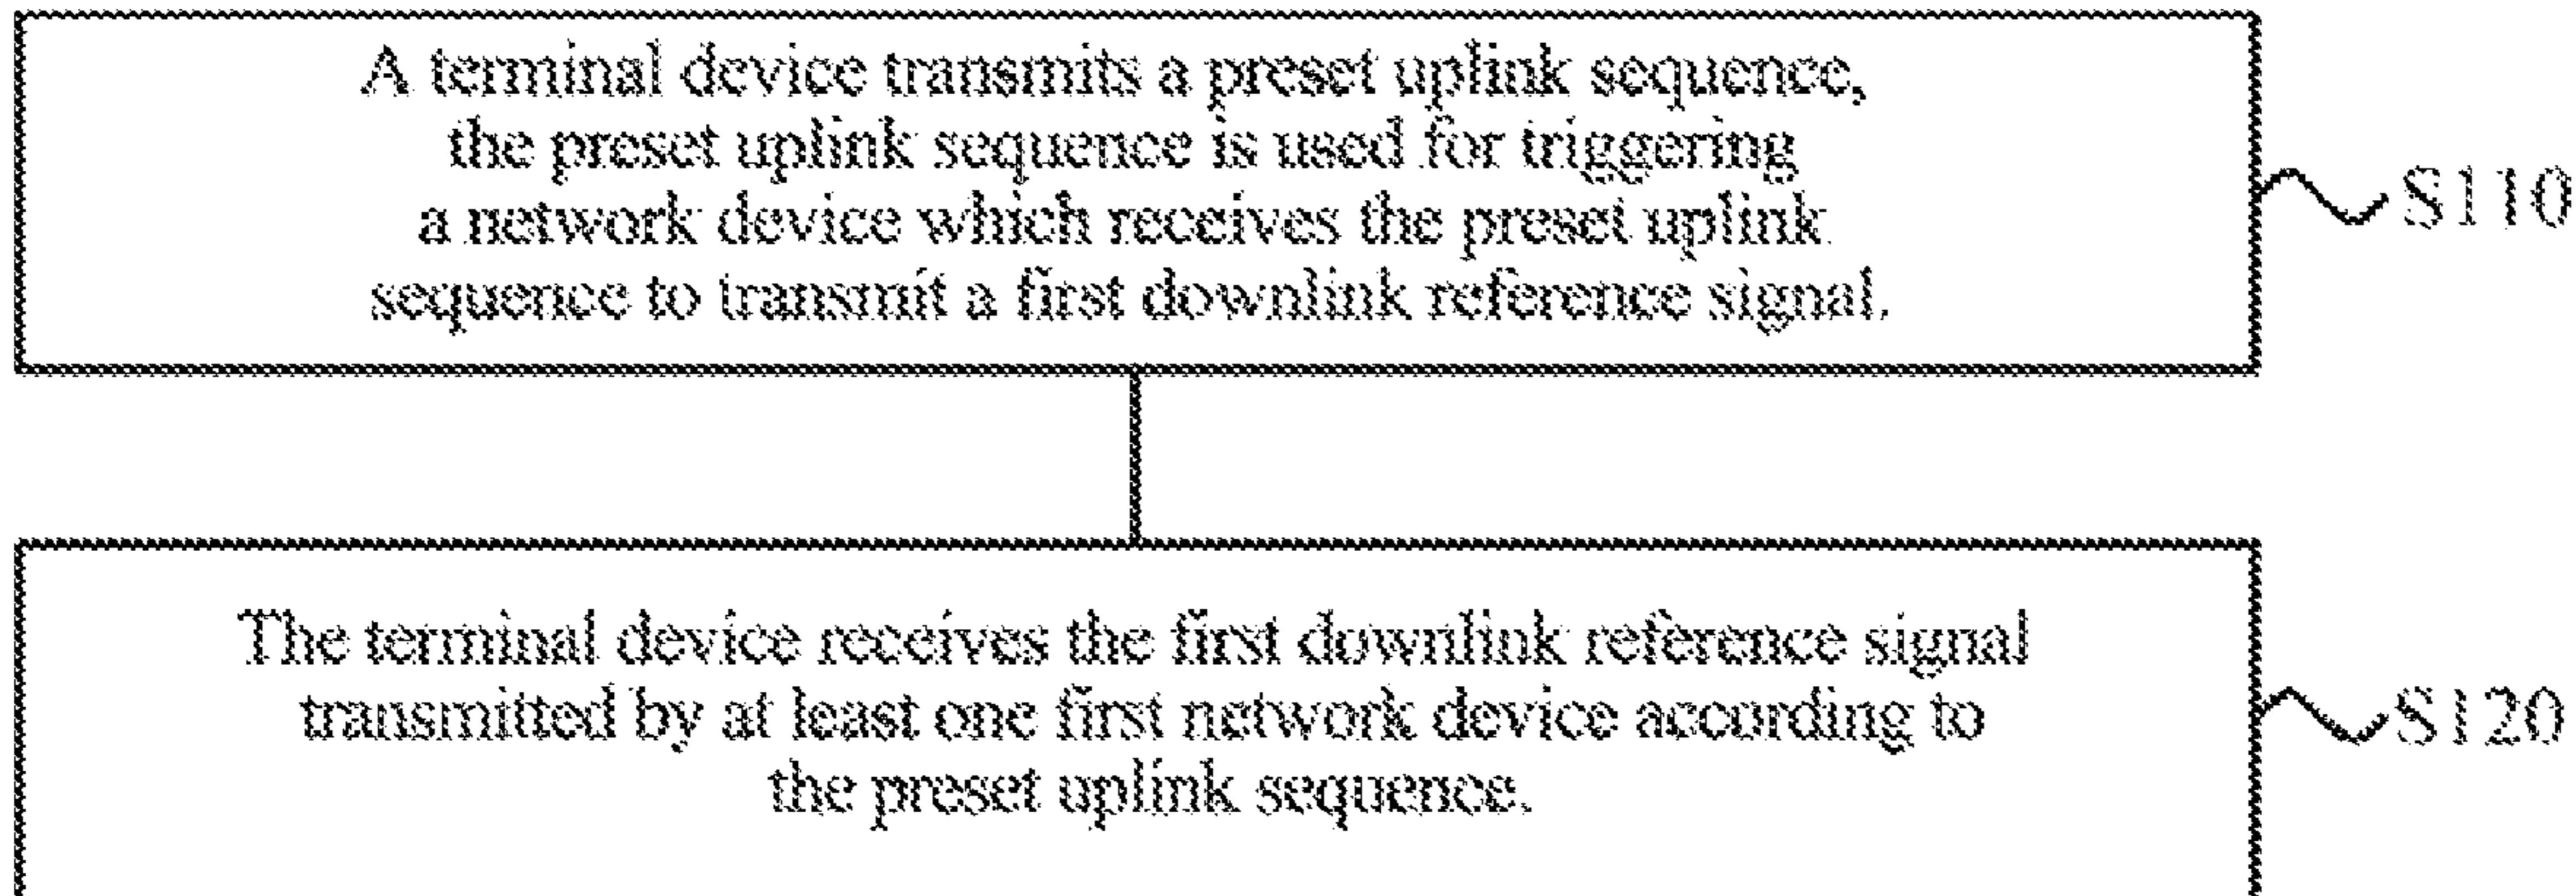 A terminal device transmits a preset uplink sequence,
the preset uplink sequence is used for triggering
a network device which receives the preset uplink
sequence to transmit a first downlink reference signal.
S110
The terminal device receives the first downlink reference signal
transmitted by at least one first network device according to
the preset uplink sequence.
S120